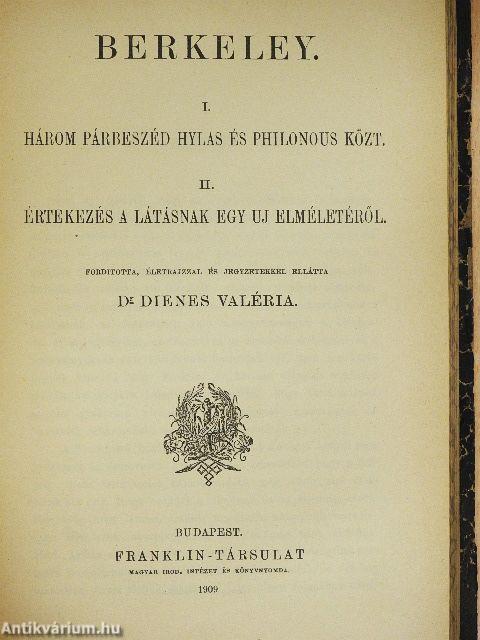 BERKELEY.
I.
HÁROM PÁRBESZÉD HYLAS ÉS PHILONOUS KÖZT.
II.
ÉRTEKEZÉS A LÁTÁSNAK EGY UJ ELMÉLETÉRŐL.
FORDITOTTA, ÉLETRAJZZAL ÉS JEGYZETEKKEL ELLÁTTA
Dr DIENES VALÉRIA.
BUDAPEST.
FRANKLIN-TÁRSULAT
MAGYAR IROD. INTÉZET ÉS KÖNYVNYOMDA.
1909
Antikvárium.hu